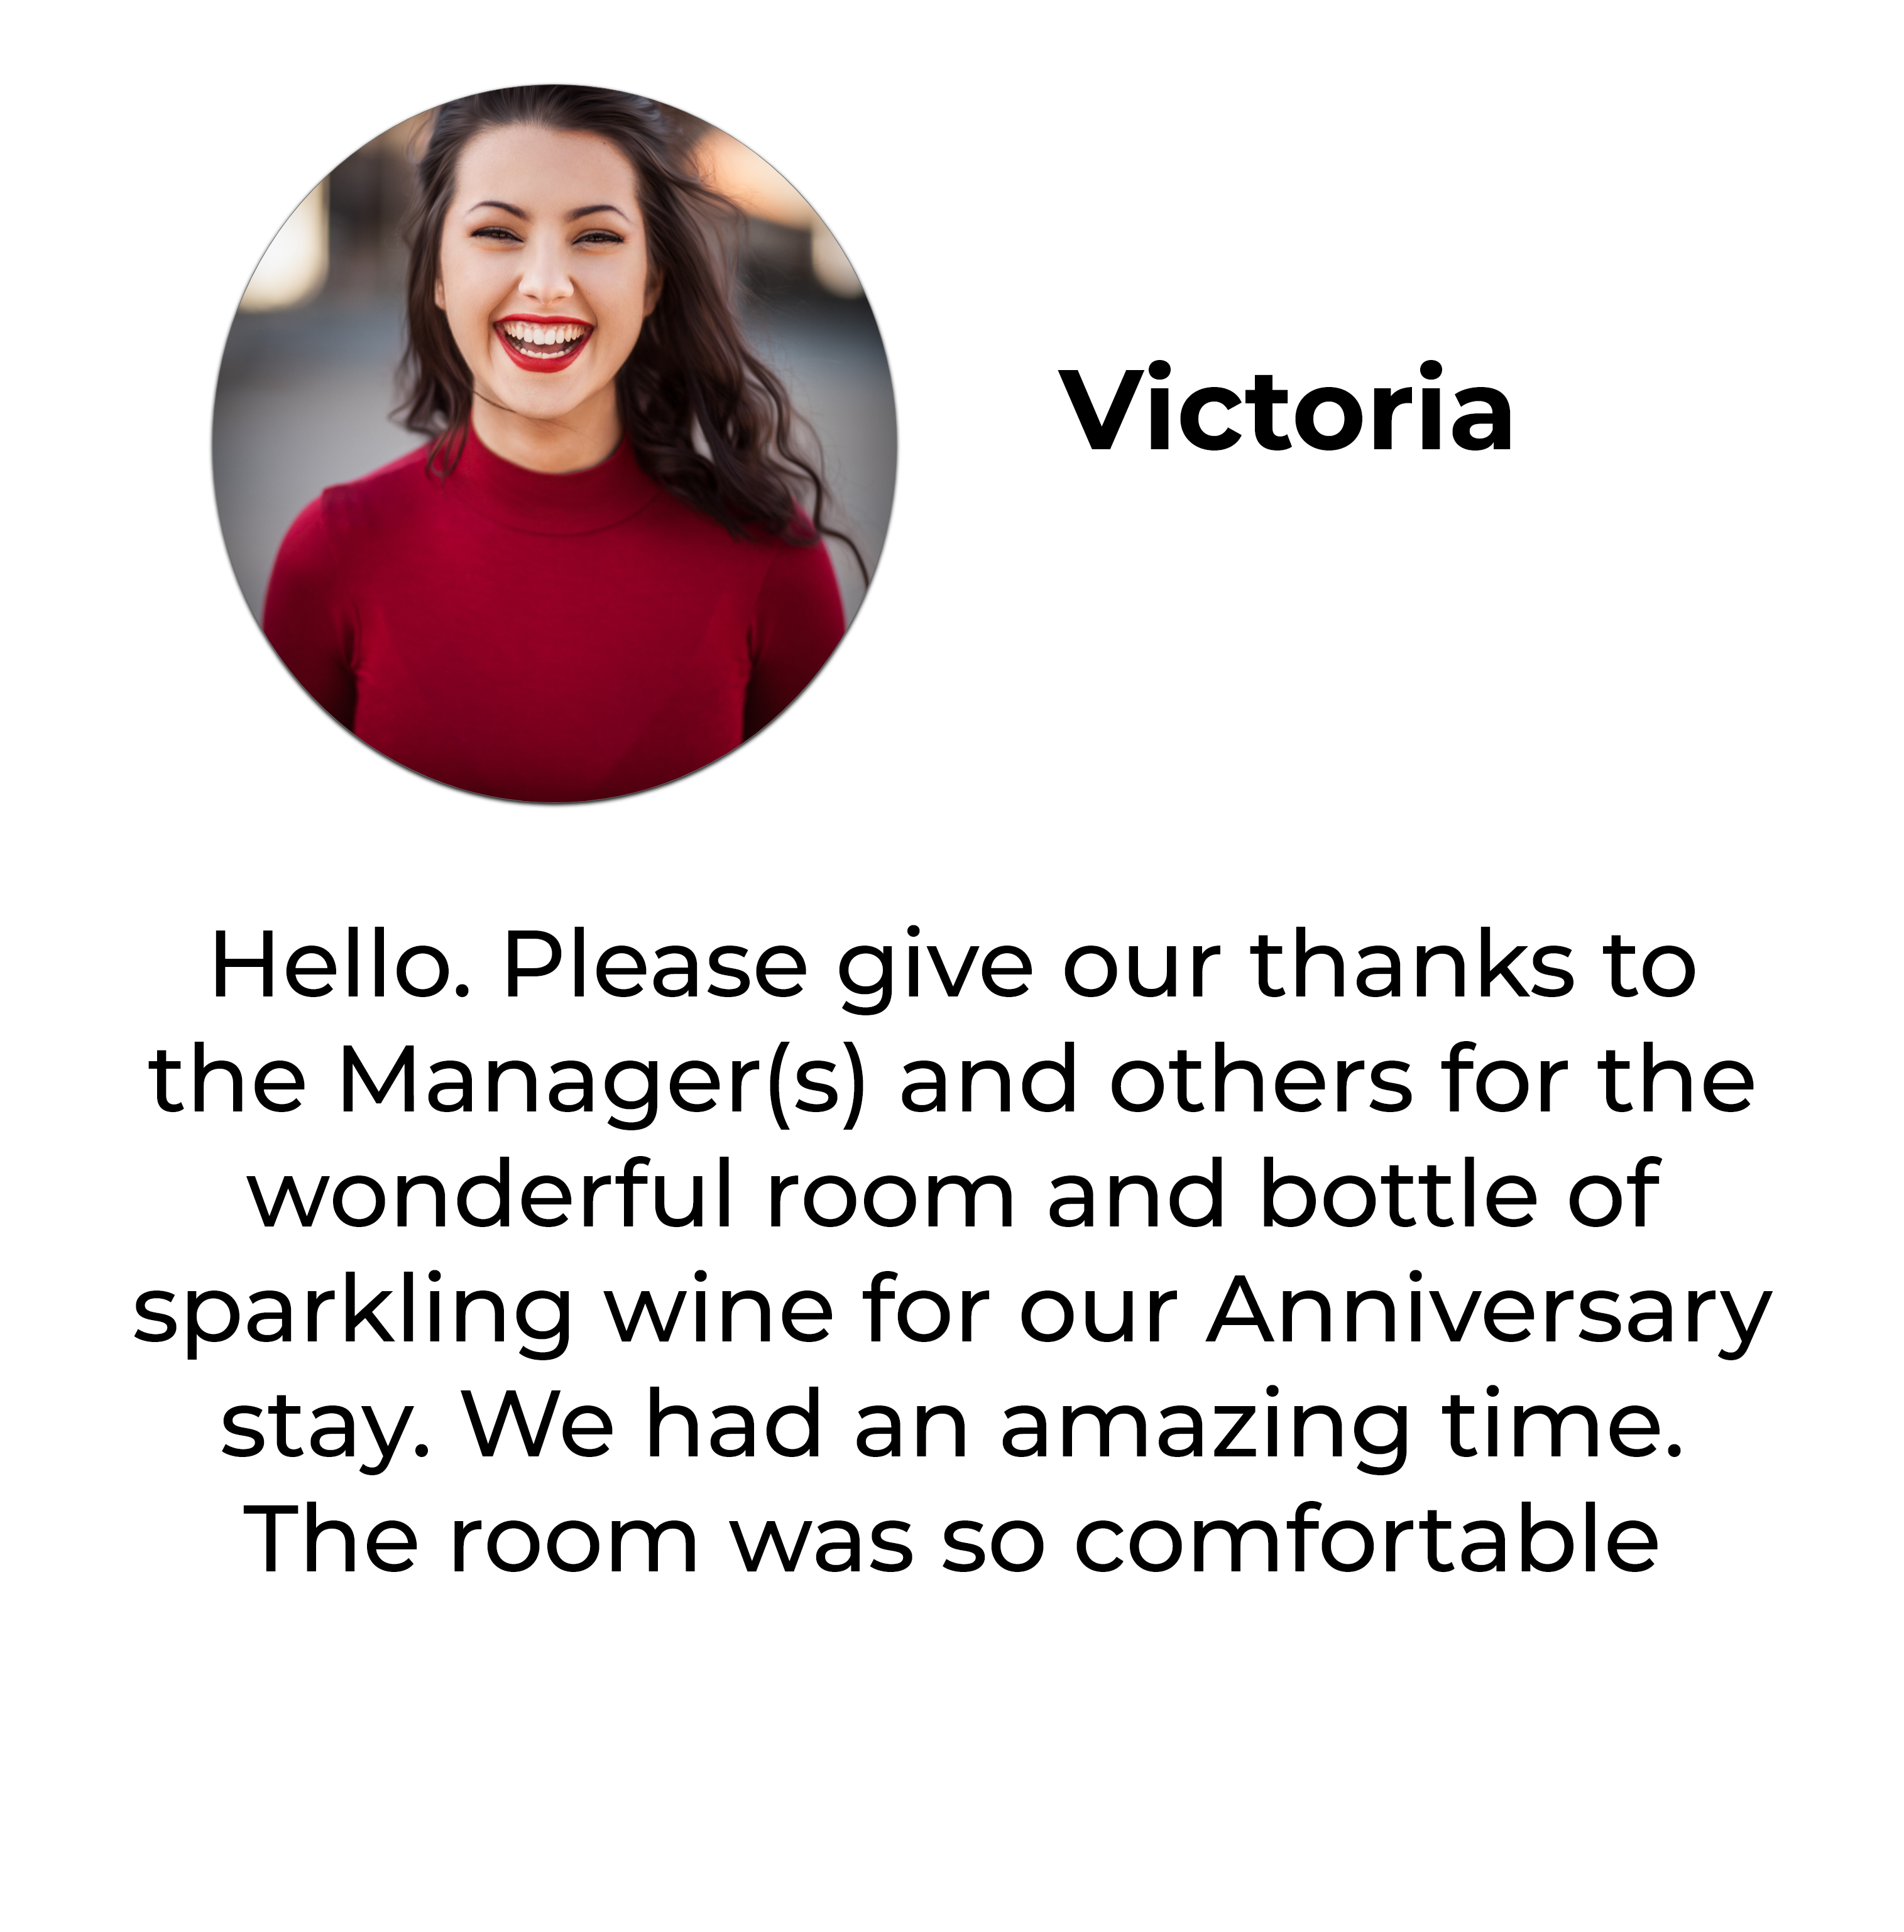 Victoria
Hello. Please give our thanks to
the Manager(s) and others for the
wonderful room and bottle of
sparkling wine for our Anniversary
stay. We had an amazing time.
The room was so comfortable